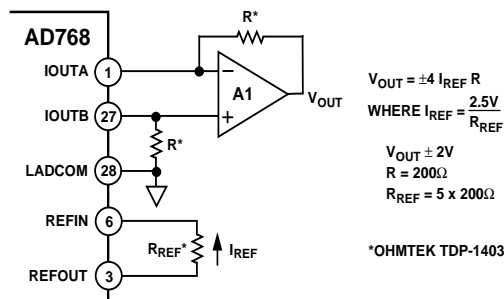 AD768
IOUTA 1
IOUTB 27
LADCOM 28
REFIN 6
REFOUT 3
R*
A1
VOUT
R*
RREF*
IREF
VOUT = ±4 IREF R
WHERE IREF = 2.5V / RREF
VOUT ± 2V
R = 200Ω
RREF = 5 x 200Ω
*OHMTEK TDP-1403